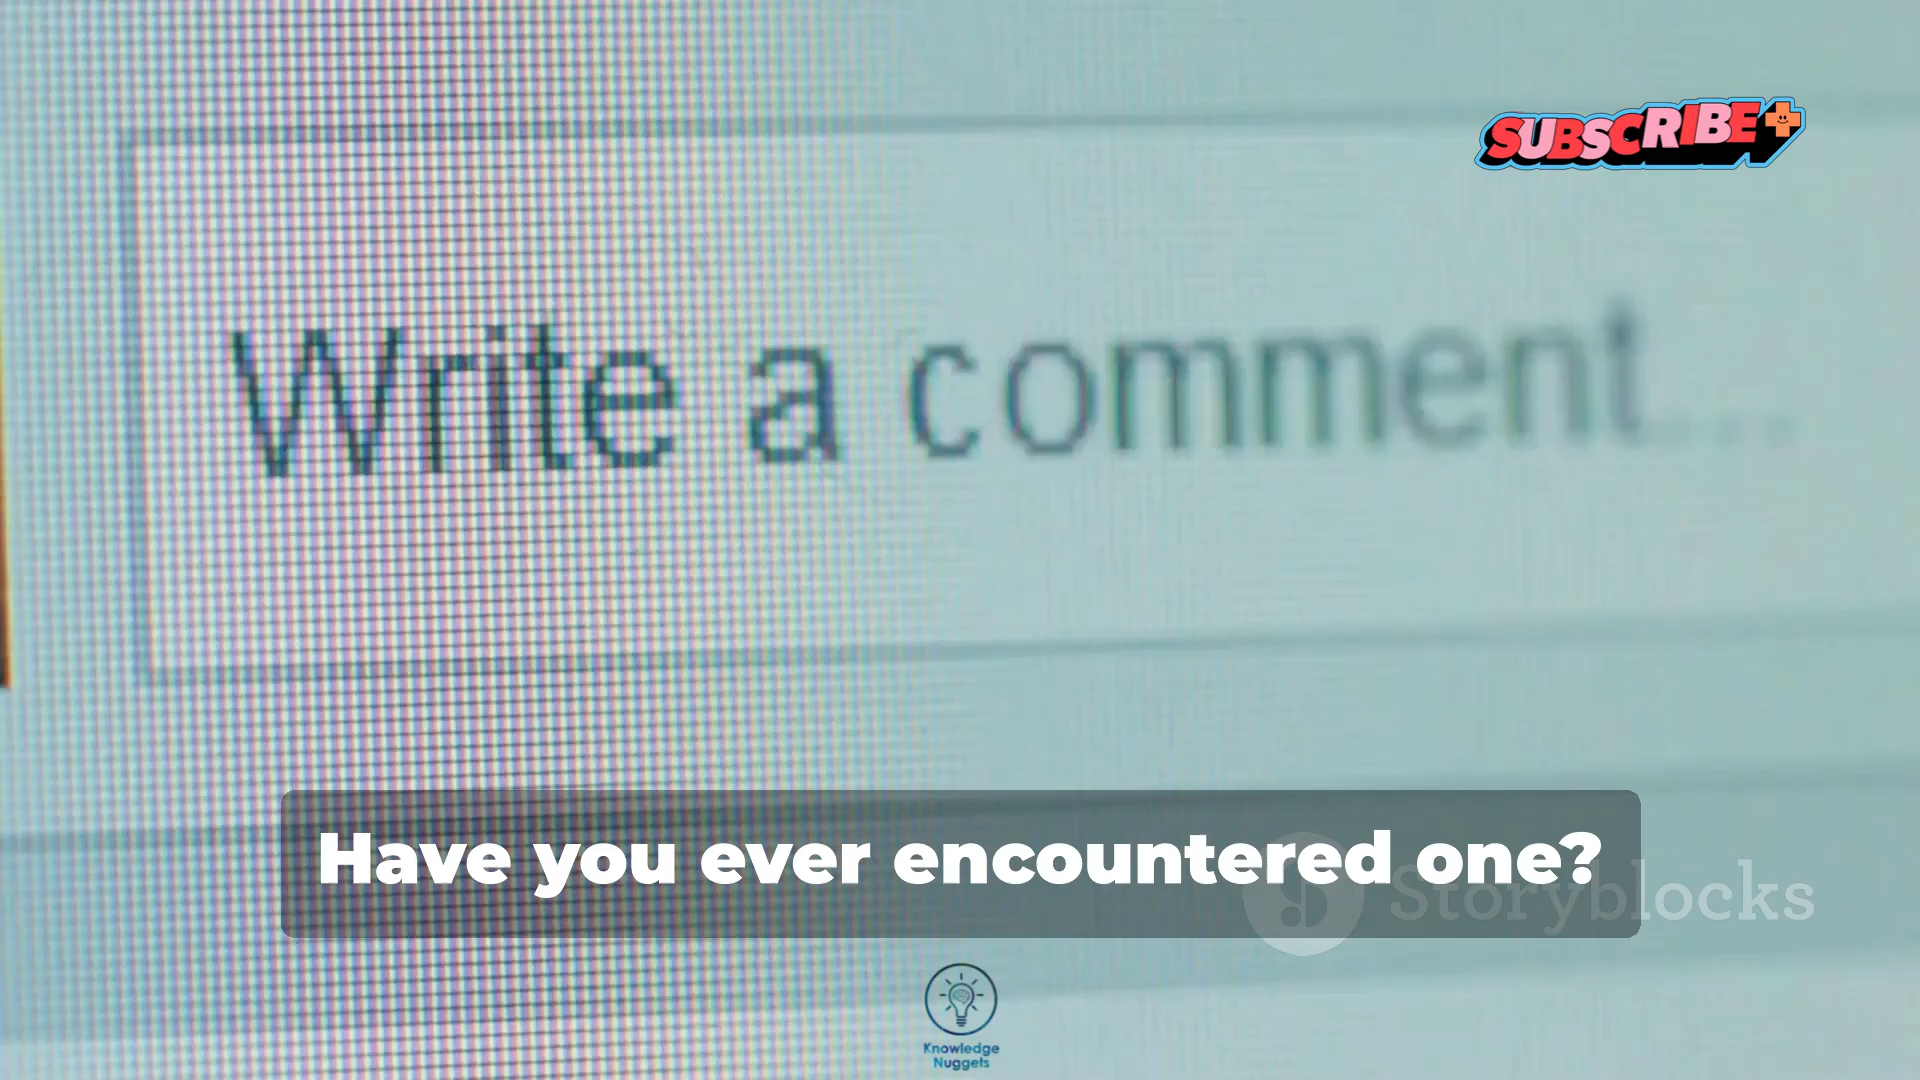 SUBSCRIBE
Write a comment...
Have you ever encountered one?
Storyblocks
Knowledge
Nuggets